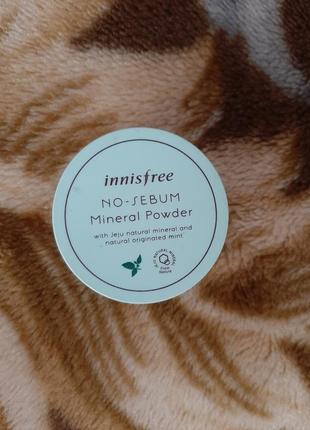 innisfree
NO-SEBUM
Mineral Powder
with Jeju natural mineral and
natural originated mint